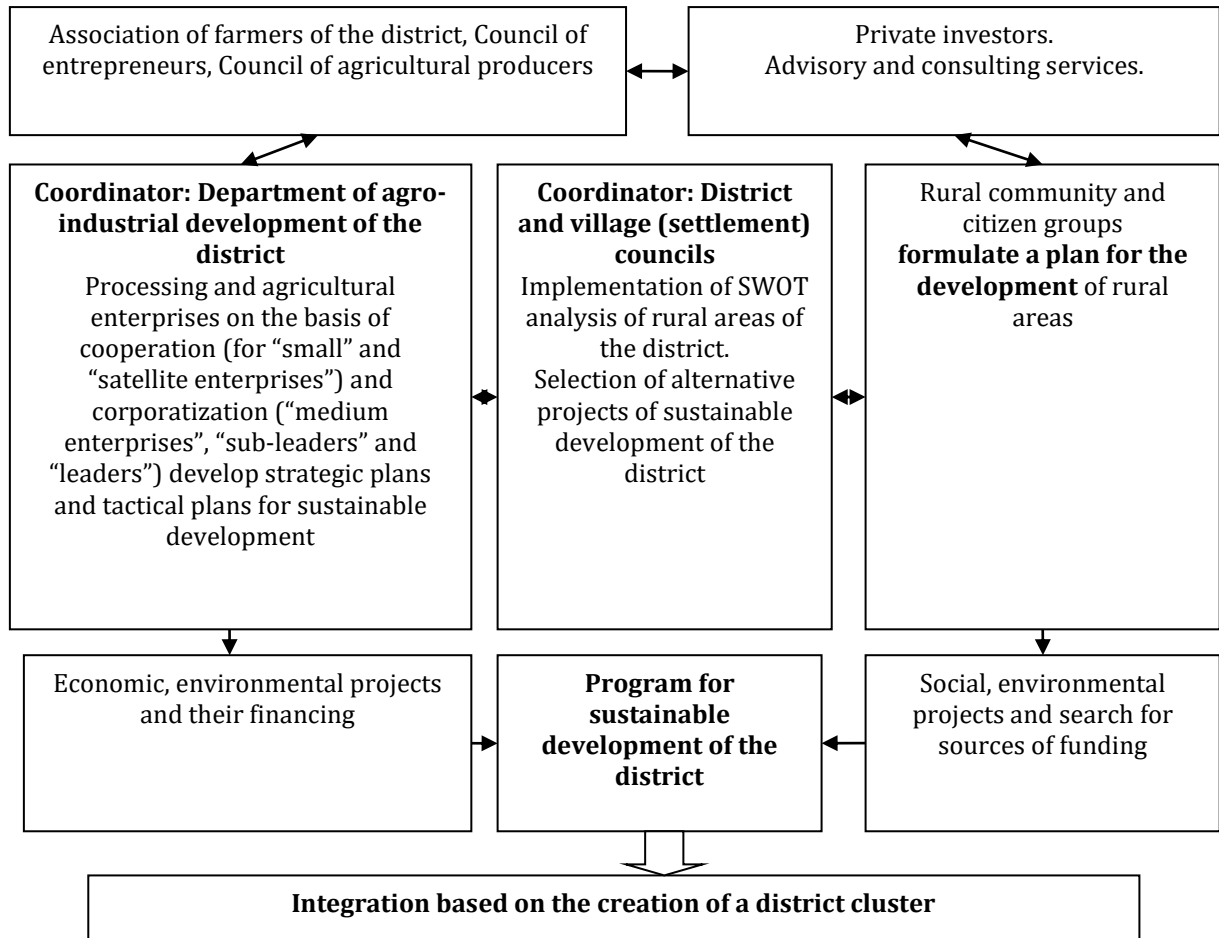 Association of farmers of the district, Council of
entrepreneurs, Council of agricultural producers
Private investors.
Advisory and consulting services.
Coordinator: Department of agro-
industrial development of the
district
Processing and agricultural
enterprises on the basis of
cooperation (for “small” and
“satellite enterprises”) and
corporatization (“medium
enterprises”, “sub-leaders” and
“leaders”) develop strategic plans
and tactical plans for sustainable
development
Coordinator: District
and village (settlement)
councils
Implementation of SWOT
analysis of rural areas of
the district.
Selection of alternative
projects of sustainable
development of the
district
Rural community and
citizen groups
formulate a plan for the
development of rural
areas
Economic, environmental projects
and their financing
Program for
sustainable
development of the
district
Social, environmental
projects and search for
sources of funding
Integration based on the creation of a district cluster